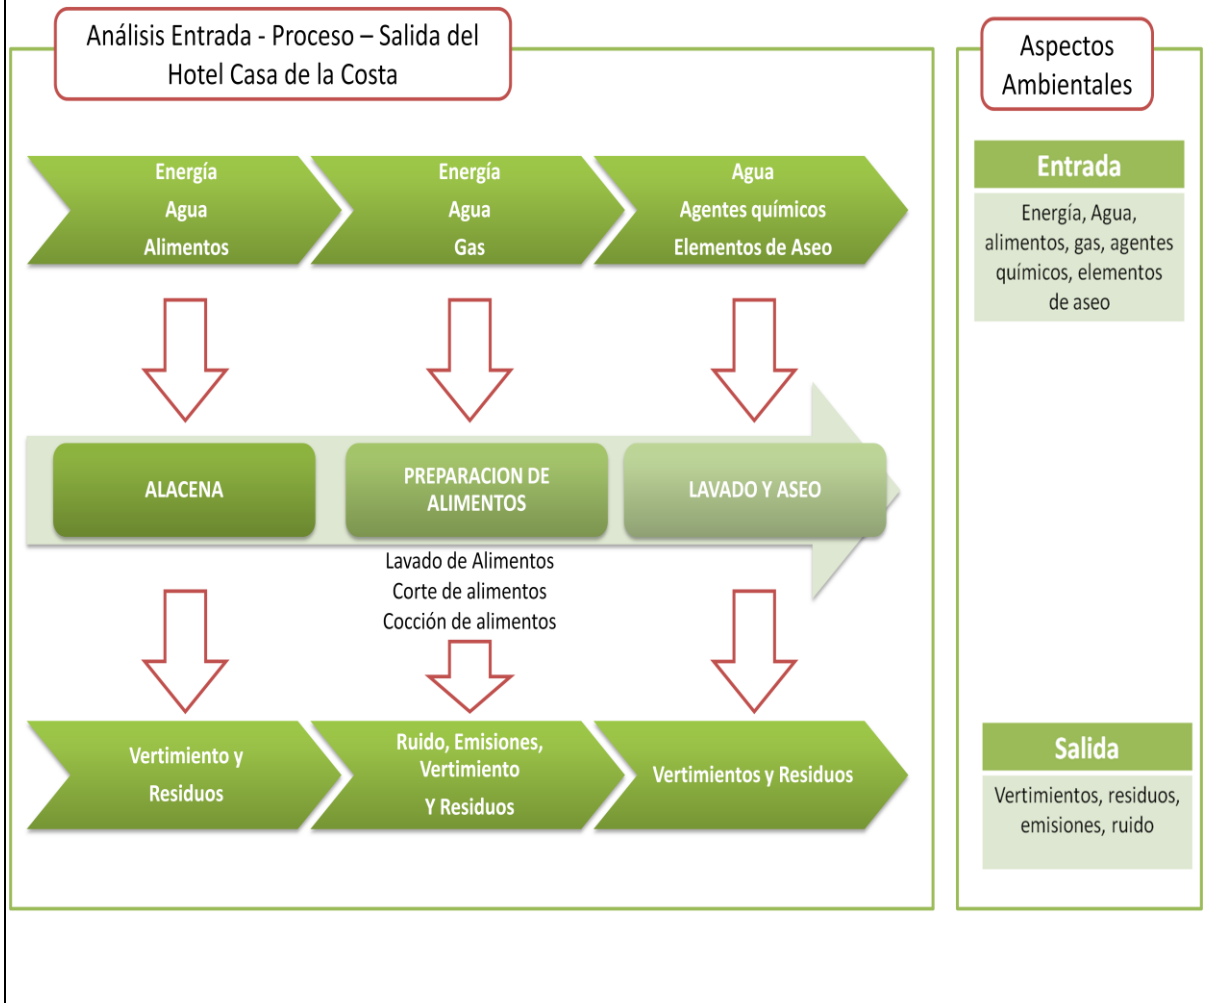 Análisis Entrada - Proceso – Salida del
Hotel Casa de la Costa
Aspectos
Ambientales
Energía
Agua
Alimentos
Energía
Agua
Gas
Agua
Agentes químicos
Elementos de Aseo
Entrada
Energía, Agua,
alimentos, gas, agentes
químicos, elementos
de aseo
ALACENA
PREPARACION DE
ALIMENTOS
LAVADO Y ASEO
Lavado de Alimentos
Corte de alimentos
Cocción de alimentos
Vertimiento y
Residuos
Ruido, Emisiones,
Vertimiento
Y Residuos
Vertimientos y Residuos
Salida
Vertimientos, residuos,
emisiones, ruido